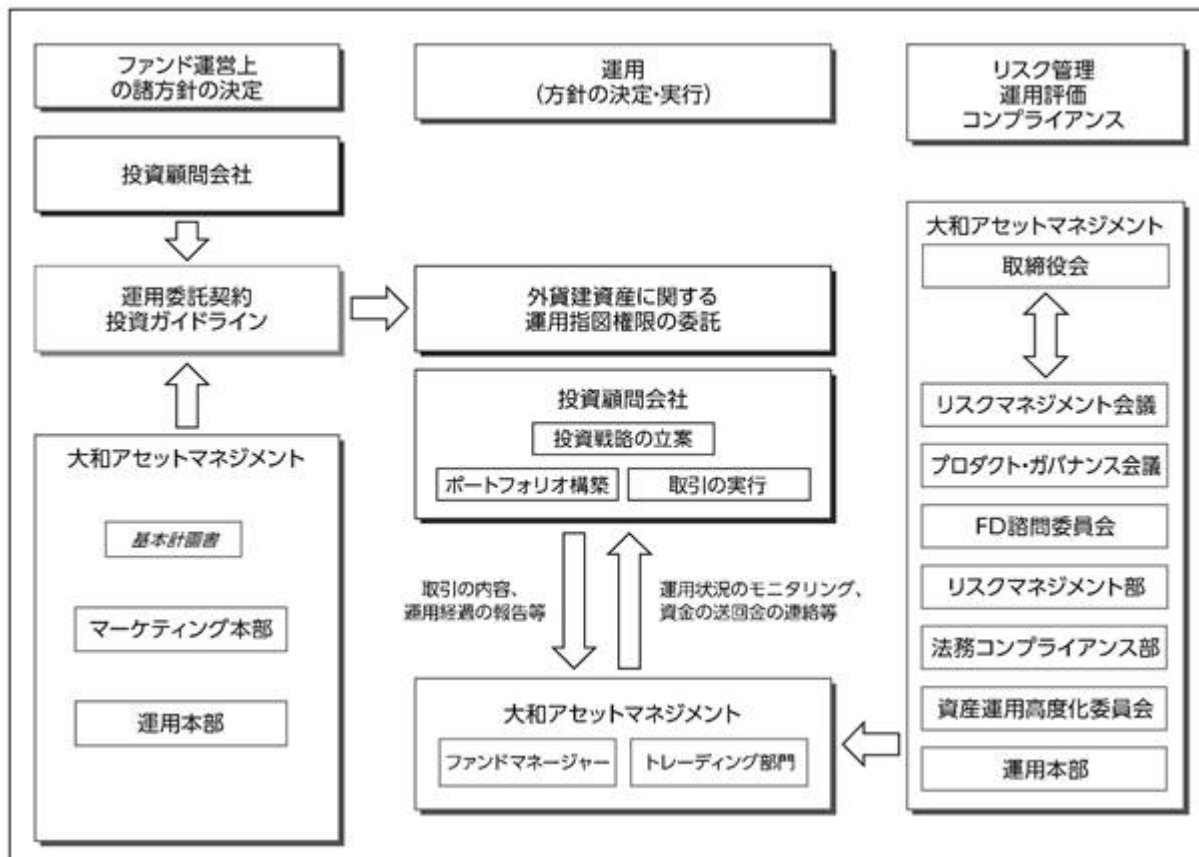 ファンド運営上
の諸方針の決定
投資顧問会社
運用委託契約
投資ガイドライン
大和アセットマネジメント
基本計画書
マーケティング本部
運用本部
運用
(方針の決定・実行)
外貨建資産に関する
運用指図権限の委託
投資顧問会社
投資戦略の立案
ポートフォリオ構築
取引の実行
取引の内容、
運用経過の報告等
運用状況のモニタリング、
資金の送回金の連絡等
大和アセットマネジメント
ファンドマネージャー
トレーディング部門
リスク管理
運用評価
コンプライアンス
大和アセットマネジメント
取締役会
リスクマネジメント会議
プロダクト・ガバナンス会議
FD諮問委員会
リスクマネジメント部
法務コンプライアンス部
資産運用高度化委員会
運用本部